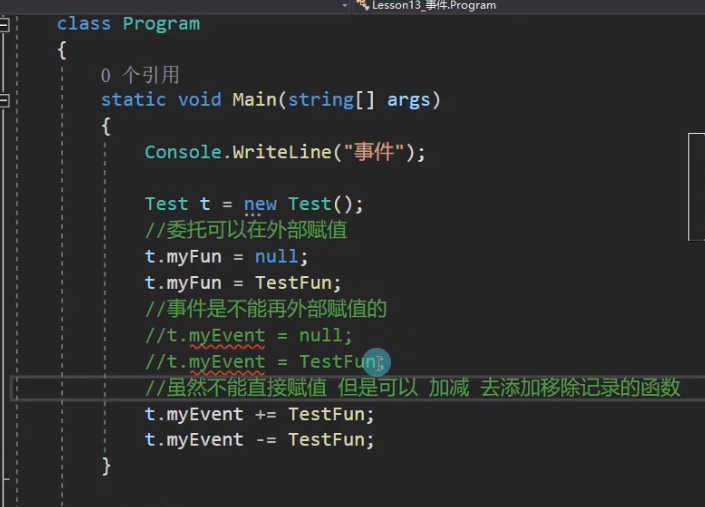 Lesson13_事件.Program
class Program
{
0 个引用
static void Main(string[] args)
{
Console.WriteLine("事件");
Test t = new Test();
//委托可以在外部赋值
t.myFun = null;
t.myFun = TestFun;
//事件是不能再外部赋值的
//t.myEvent = null;
//t.myEvent = TestFun;
//虽然不能直接赋值 但是可以 加减 去添加移除记录的函数
t.myEvent += TestFun;
t.myEvent -= TestFun;
}